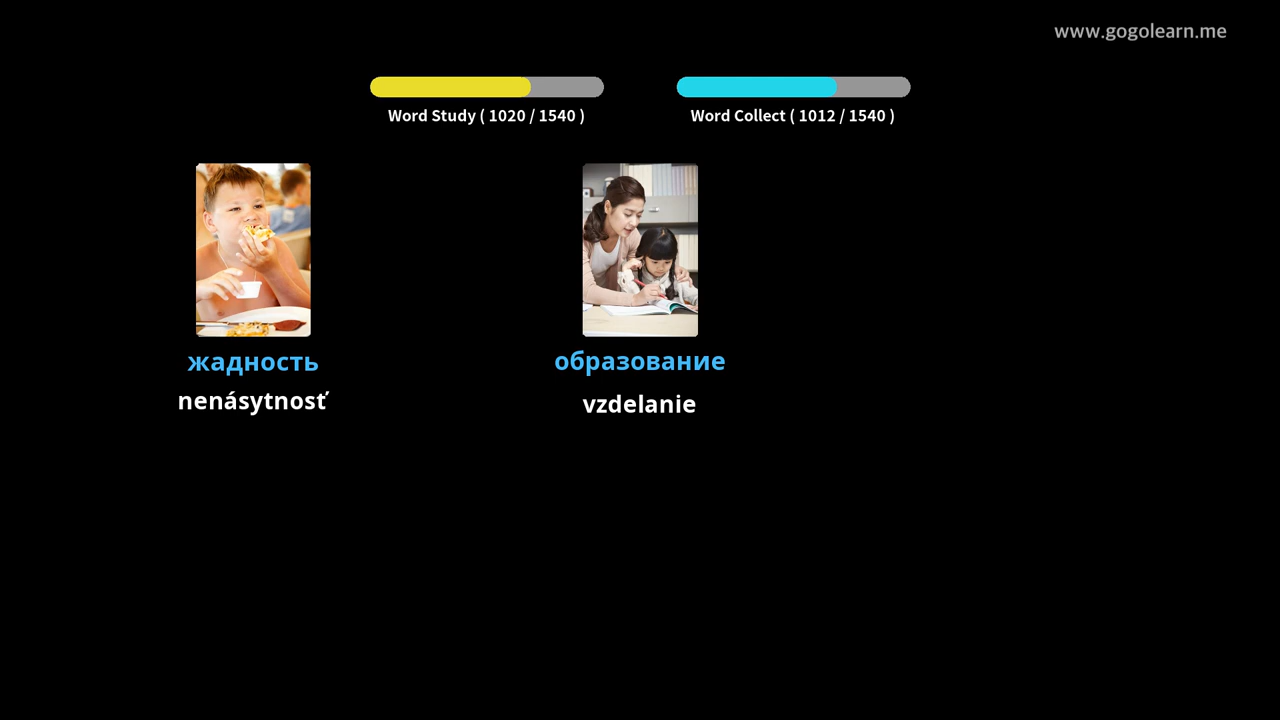 www.gogolearn.me
Word Study ( 1020 / 1540 )
Word Collect ( 1012 / 1540 )
жадность
nenásytnosť
образование
vzdelanie